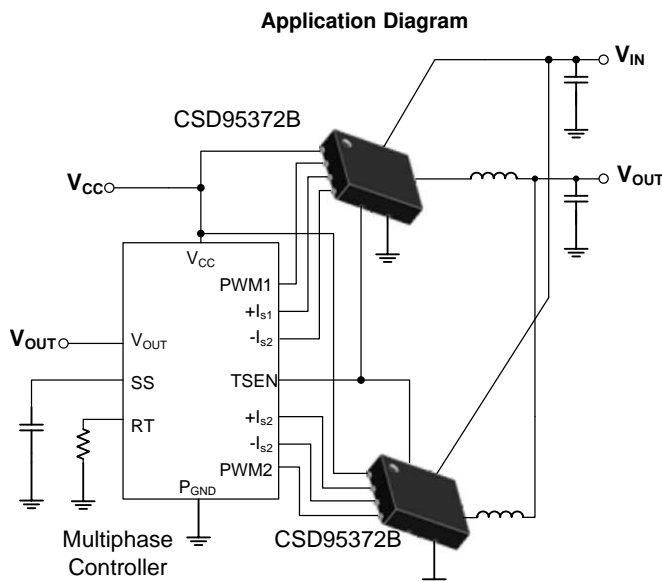 Application Diagram
V_IN
CSD95372B
V_CC
V_OUT
V_CC
PWM1
+I_s1
-I_s2
V_OUT
V_OUT
SS
TSEN
RT
+I_s2
-I_s2
PWM2
P_GND
Multiphase
Controller
CSD95372B